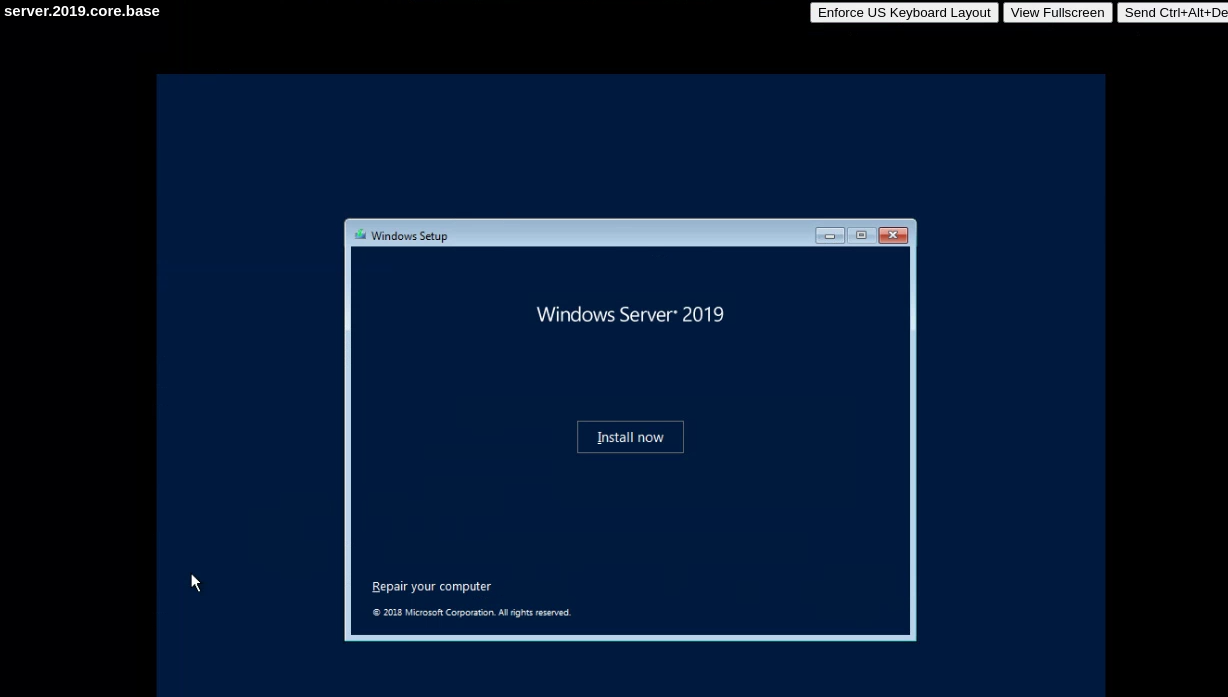 server.2019.core.base
Enforce US Keyboard Layout
View Fullscreen
Send Ctrl+Alt+De
Windows Setup
Windows Server 2019
Install now
Repair your computer
© 2018 Microsoft Corporation. All rights reserved.